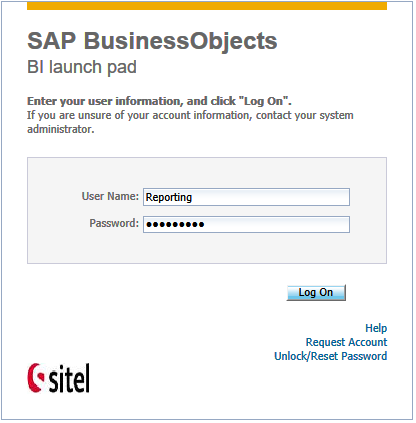 SAP BusinessObjects
BI launch pad
Enter your user information, and click "Log On".
If you are unsure of your account information, contact your system
administrator.
User Name: Reporting
Password: ●●●●●●●●●
Log On
Help
Request Account
Unlock/Reset Password
sitel